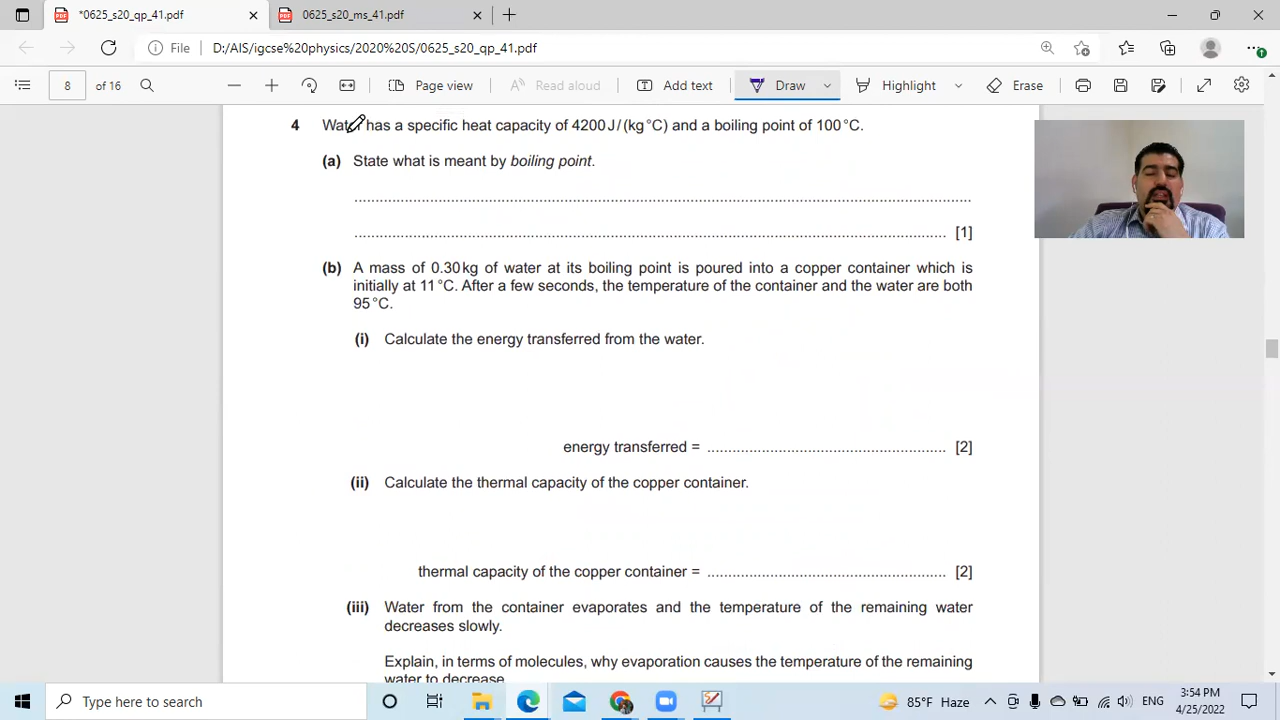 *0625_s20_qp_41.pdf
0625_s20_ms_41.pdf
File
D:/AIS/igcse%20physics/2020%20S/0625_s20_qp_41.pdf
8 of 16
Page view
Read aloud
Add text
Draw
Highlight
Erase
4 Water has a specific heat capacity of 4200 J/(kg °C) and a boiling point of 100 °C.
(a) State what is meant by boiling point.
..........................................................................................................................................
.................................................................................................................................... [1]
(b) A mass of 0.30 kg of water at its boiling point is poured into a copper container which is
initially at 11 °C. After a few seconds, the temperature of the container and the water are both
95 °C.
(i) Calculate the energy transferred from the water.
energy transferred = ...................................................... [2]
(ii) Calculate the thermal capacity of the copper container.
thermal capacity of the copper container = ...................................................... [2]
(iii) Water from the container evaporates and the temperature of the remaining water
decreases slowly.
Explain, in terms of molecules, why evaporation causes the temperature of the remaining
water to decrease.
Type here to search
85°F Haze
ENG
3:54 PM
4/25/2022